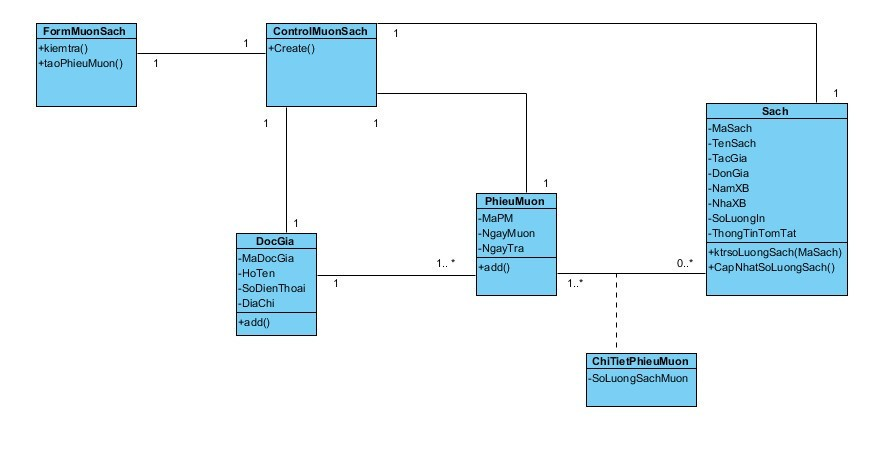 FormMuonSach
+kiemtra()
+taoPhieuMuon()
1
1
ControlMuonSach
+Create()
1
1
1
1
1
1
1
Sach
-MaSach
-TenSach
-TacGia
-DonGia
-NamXB
-NhaXB
-SoLuongIn
-ThongTinTomTat
+ktrsoLuongSach(MaSach)
+CapNhatSoLuongSach()
PhieuMuon
-MaPM
-NgayMuon
-NgayTra
+add()
DocGia
-MaDocGia
-HoTen
-SoDienThoai
-DiaChi
+add()
1.. *
1..*
0..*
ChiTietPhieuMuon
-SoLuongSachMuon